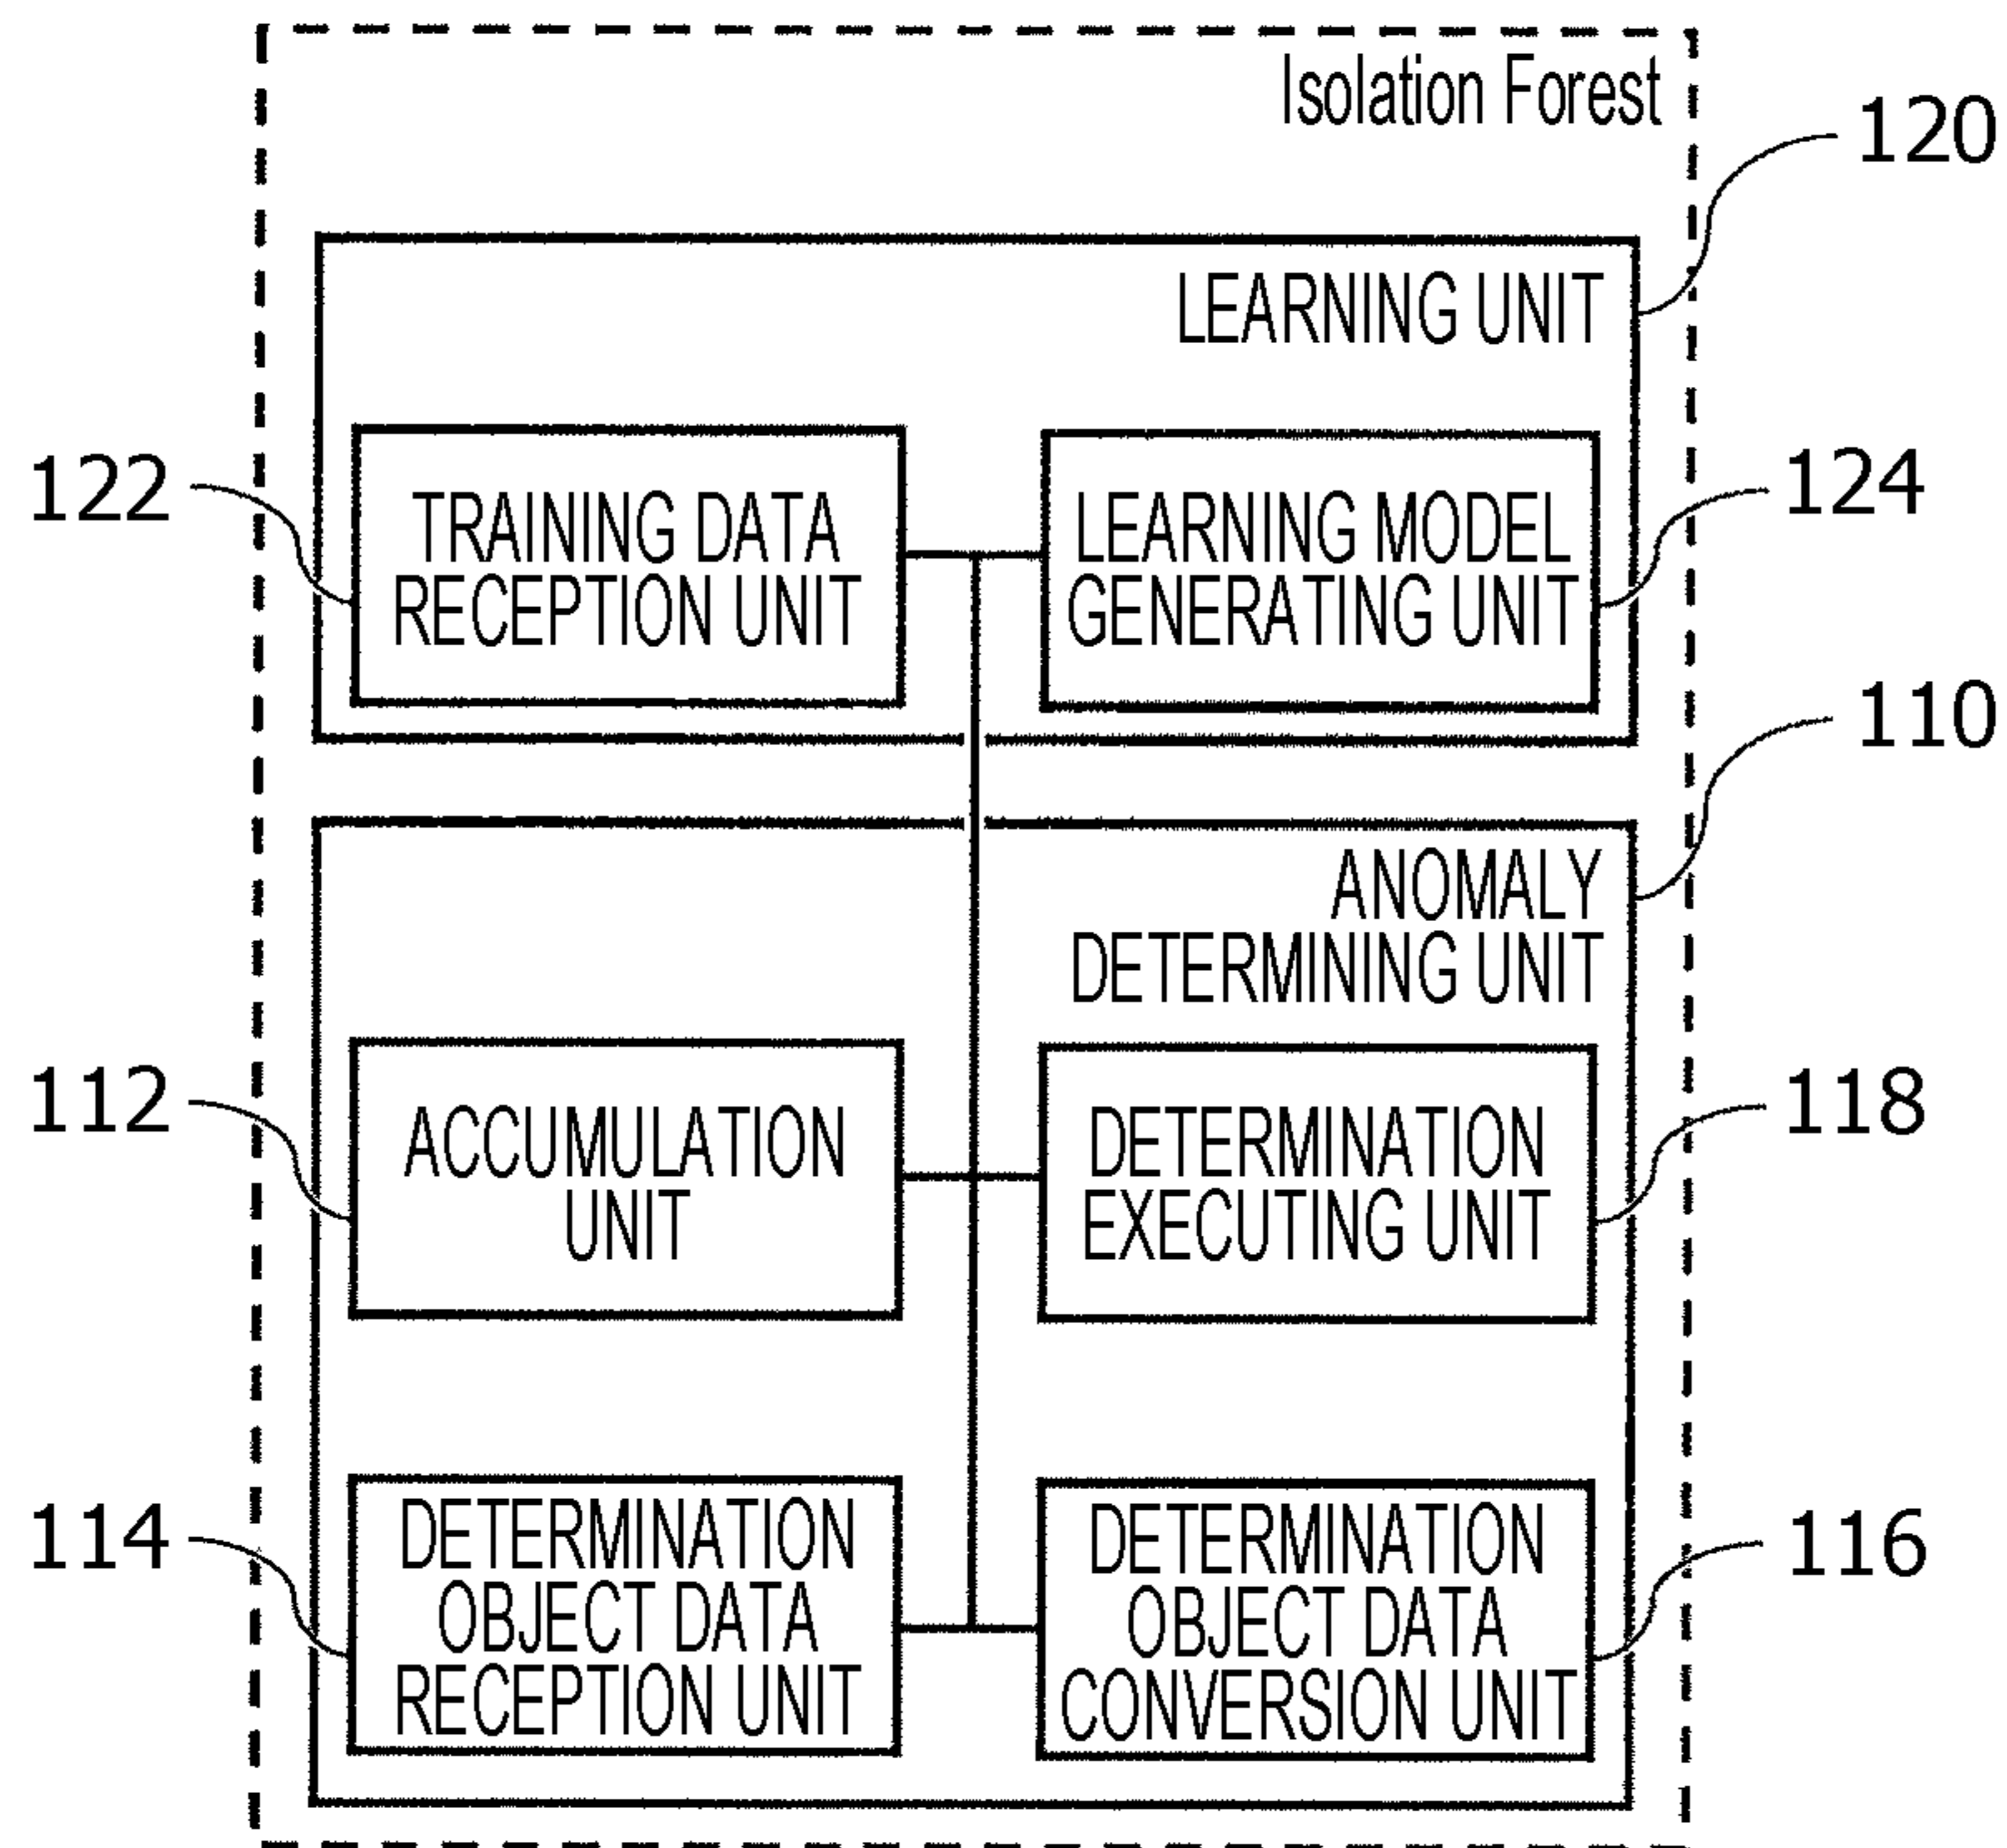 Isolation Forest
120
LEARNING UNIT
122
TRAINING DATA
RECEPTION UNIT
LEARNING MODEL
GENERATING UNIT
124
110
ANOMALY
DETERMINING UNIT
112
ACCUMULATION
UNIT
DETERMINATION
EXECUTING UNIT
118
114
DETERMINATION
OBJECT DATA
RECEPTION UNIT
DETERMINATION
OBJECT DATA
CONVERSION UNIT
116